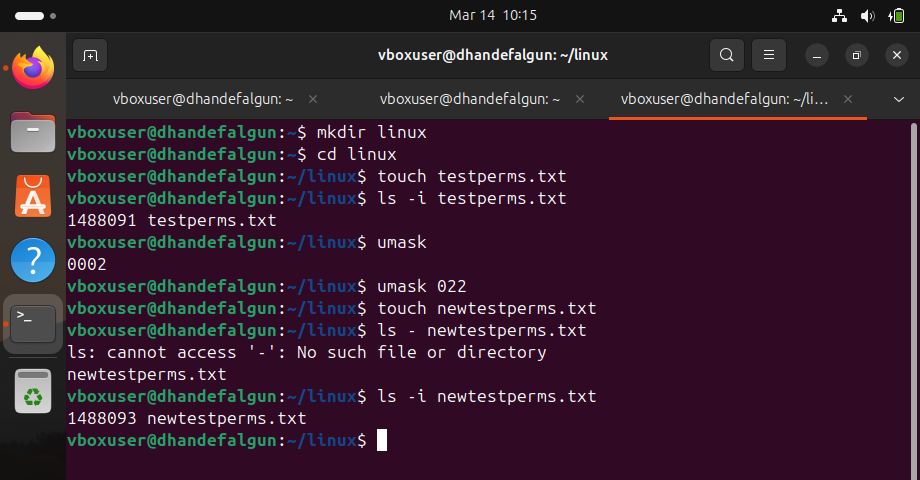 Mar 14 10:15
vboxuser@dhandefalgun: ~/linux
vboxuser@dhandefalgun: ~
vboxuser@dhandefalgun: ~
vboxuser@dhandefalgun: ~/li…
vboxuser@dhandefalgun:~$ mkdir linux
vboxuser@dhandefalgun:~$ cd linux
vboxuser@dhandefalgun:~/linux$ touch testperms.txt
vboxuser@dhandefalgun:~/linux$ ls -i testperms.txt
1488091 testperms.txt
vboxuser@dhandefalgun:~/linux$ umask
0002
vboxuser@dhandefalgun:~/linux$ umask 022
vboxuser@dhandefalgun:~/linux$ touch newtestperms.txt
vboxuser@dhandefalgun:~/linux$ ls - newtestperms.txt
ls: cannot access '-': No such file or directory
newtestperms.txt
vboxuser@dhandefalgun:~/linux$ ls -i newtestperms.txt
1488093 newtestperms.txt
vboxuser@dhandefalgun:~/linux$